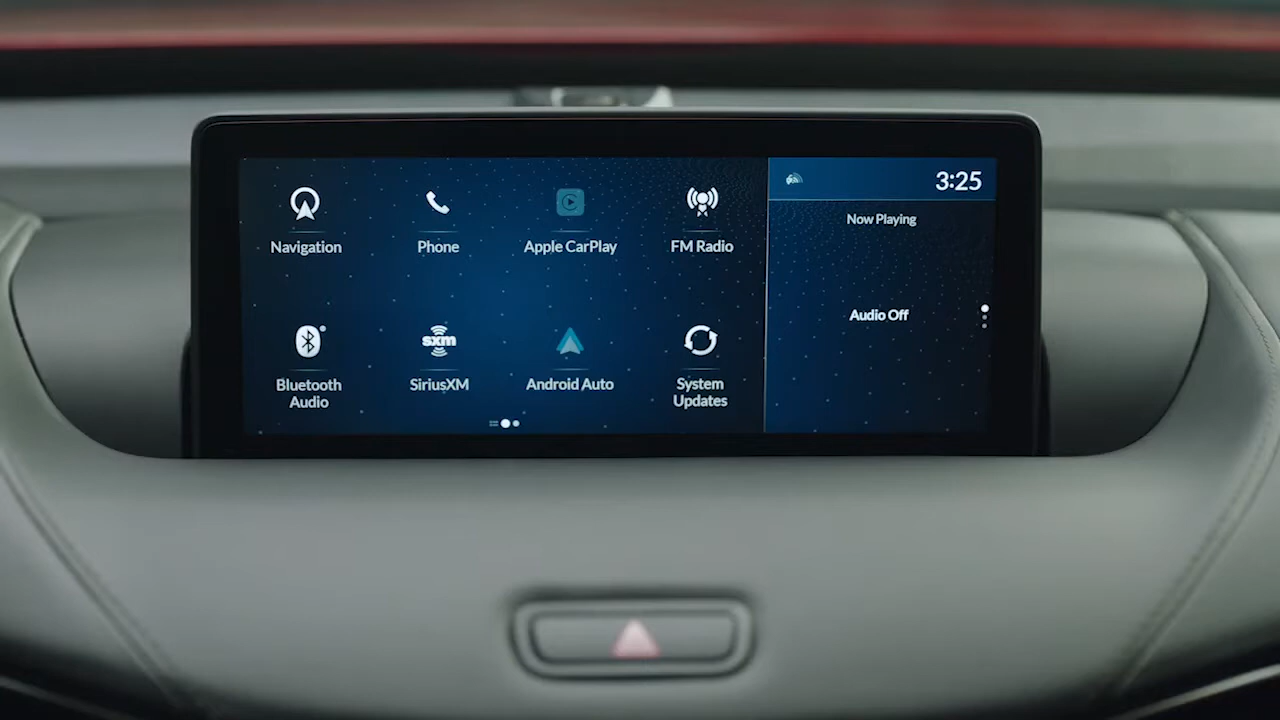 3:25
Navigation
Phone
Apple CarPlay
FM Radio
Now Playing
Audio Off
sxm
Bluetooth
Audio
SiriusXM
Android Auto
System
Updates